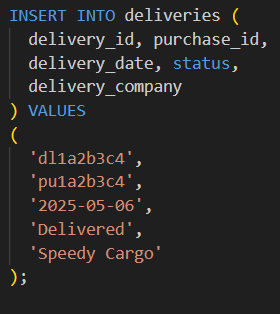 INSERT INTO deliveries (
  delivery_id, purchase_id,
  delivery_date, status,
  delivery_company
) VALUES
(
  'dl1a2b3c4',
  'pu1a2b3c4',
  '2025-05-06',
  'Delivered',
  'Speedy Cargo'
);